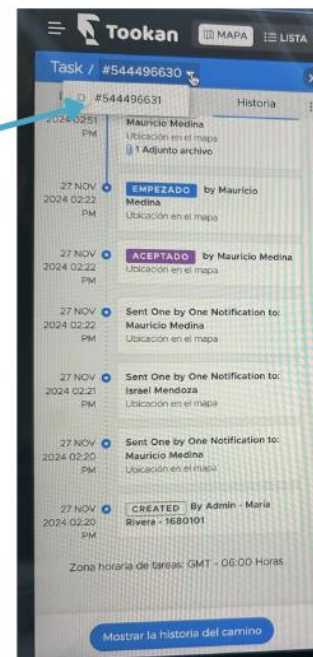 Tookan
MAPA
LISTA
Task / #544496630
D #544496631
Historia
2024 02:51
PM
Mauricio Medina
Ubicación en el mapa
1 Adjunto archivo
27 NOV
2024 02:22
PM
EMPEZADO by Mauricio
Medina
Ubicación en el mapa
27 NOV
2024 02:22
PM
ACEPTADO by Mauricio Medina
Ubicación en el mapa
27 NOV
2024 02:22
PM
Sent One by One Notification to:
Mauricio Medina
Ubicación en el mapa
27 NOV
2024 02:21
PM
Sent One by One Notification to:
Israel Mendoza
Ubicación en el mapa
27 NOV
2024 02:20
PM
Sent One by One Notification to:
Mauricio Medina
Ubicación en el mapa
27 NOV
2024 02:20
PM
CREATED By Admin - Maria
Rivera - 1680101
Zona horaria de tareas: GMT - 06:00 Horas
Mostrar la historia del camino